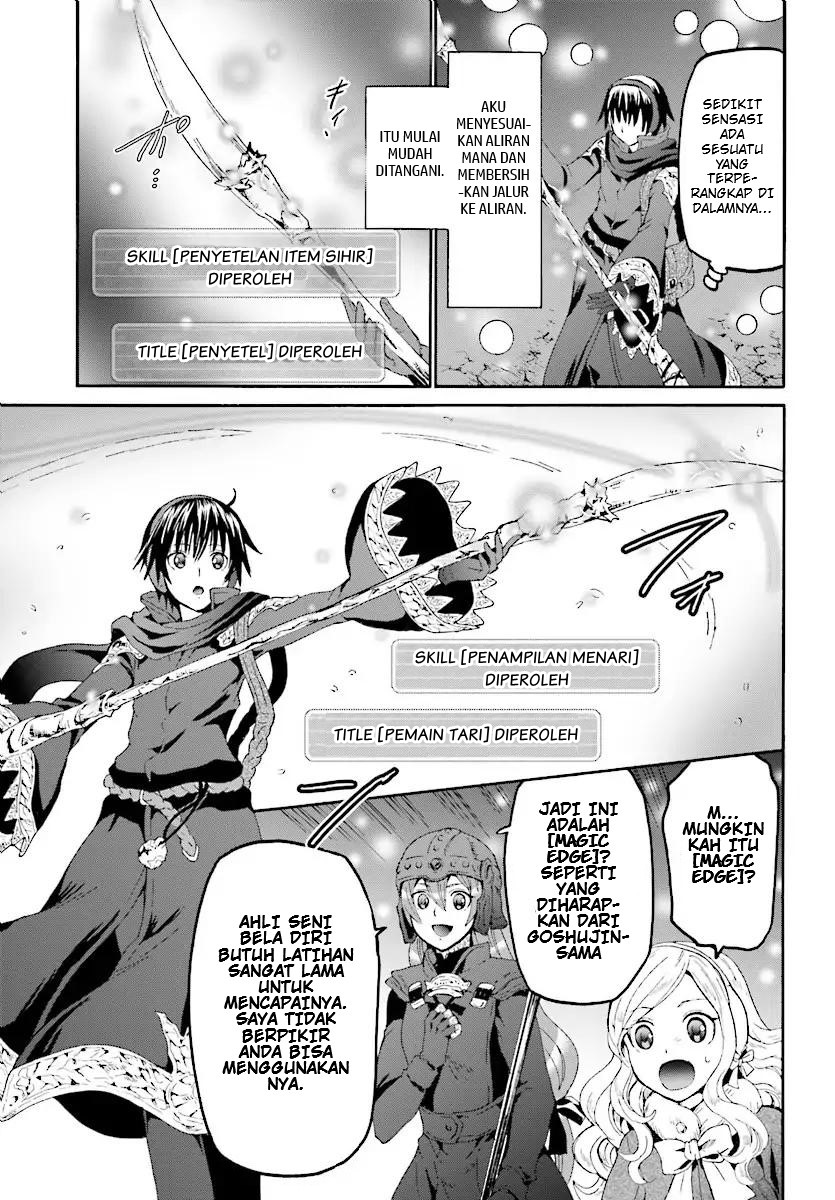 SEDIKIT
SENSASI
ADA
SESUATU
YANG
TERPE-
RANGKAP DI
DALAMNYA...
AKU
MENYESUAI-
KAN ALIRAN
MANA DAN
MEMBERSIH
-KAN JALUR
KE ALIRAN.
ITU MULAI
MUDAH
DITANGANI.
SKILL [PENYETELAN ITEM SIHIR]
DIPEROLEH
TITLE [PENYETEL] DIPEROLEH
SKILL [PENAMPILAN MENARI]
DIPEROLEH
TITLE [PEMAIN TARI] DIPEROLEH
M...
MUNGKIN
KAH ITU
[MAGIC
EDGE]?
JADI INI
ADALAH
[MAGIC
EDGE]?
SEPERTI
YANG
DIHARAP-
KAN DARI
GOSHUJIN-
SAMA
AHLI SENI
BELA DIRI
BUTUH LATIHAN
SANGAT LAMA
UNTUK
MENCAPAINYA.
SAYA TIDAK
BERPIKIR
ANDA BISA
MENGGUNAKAN
NYA.